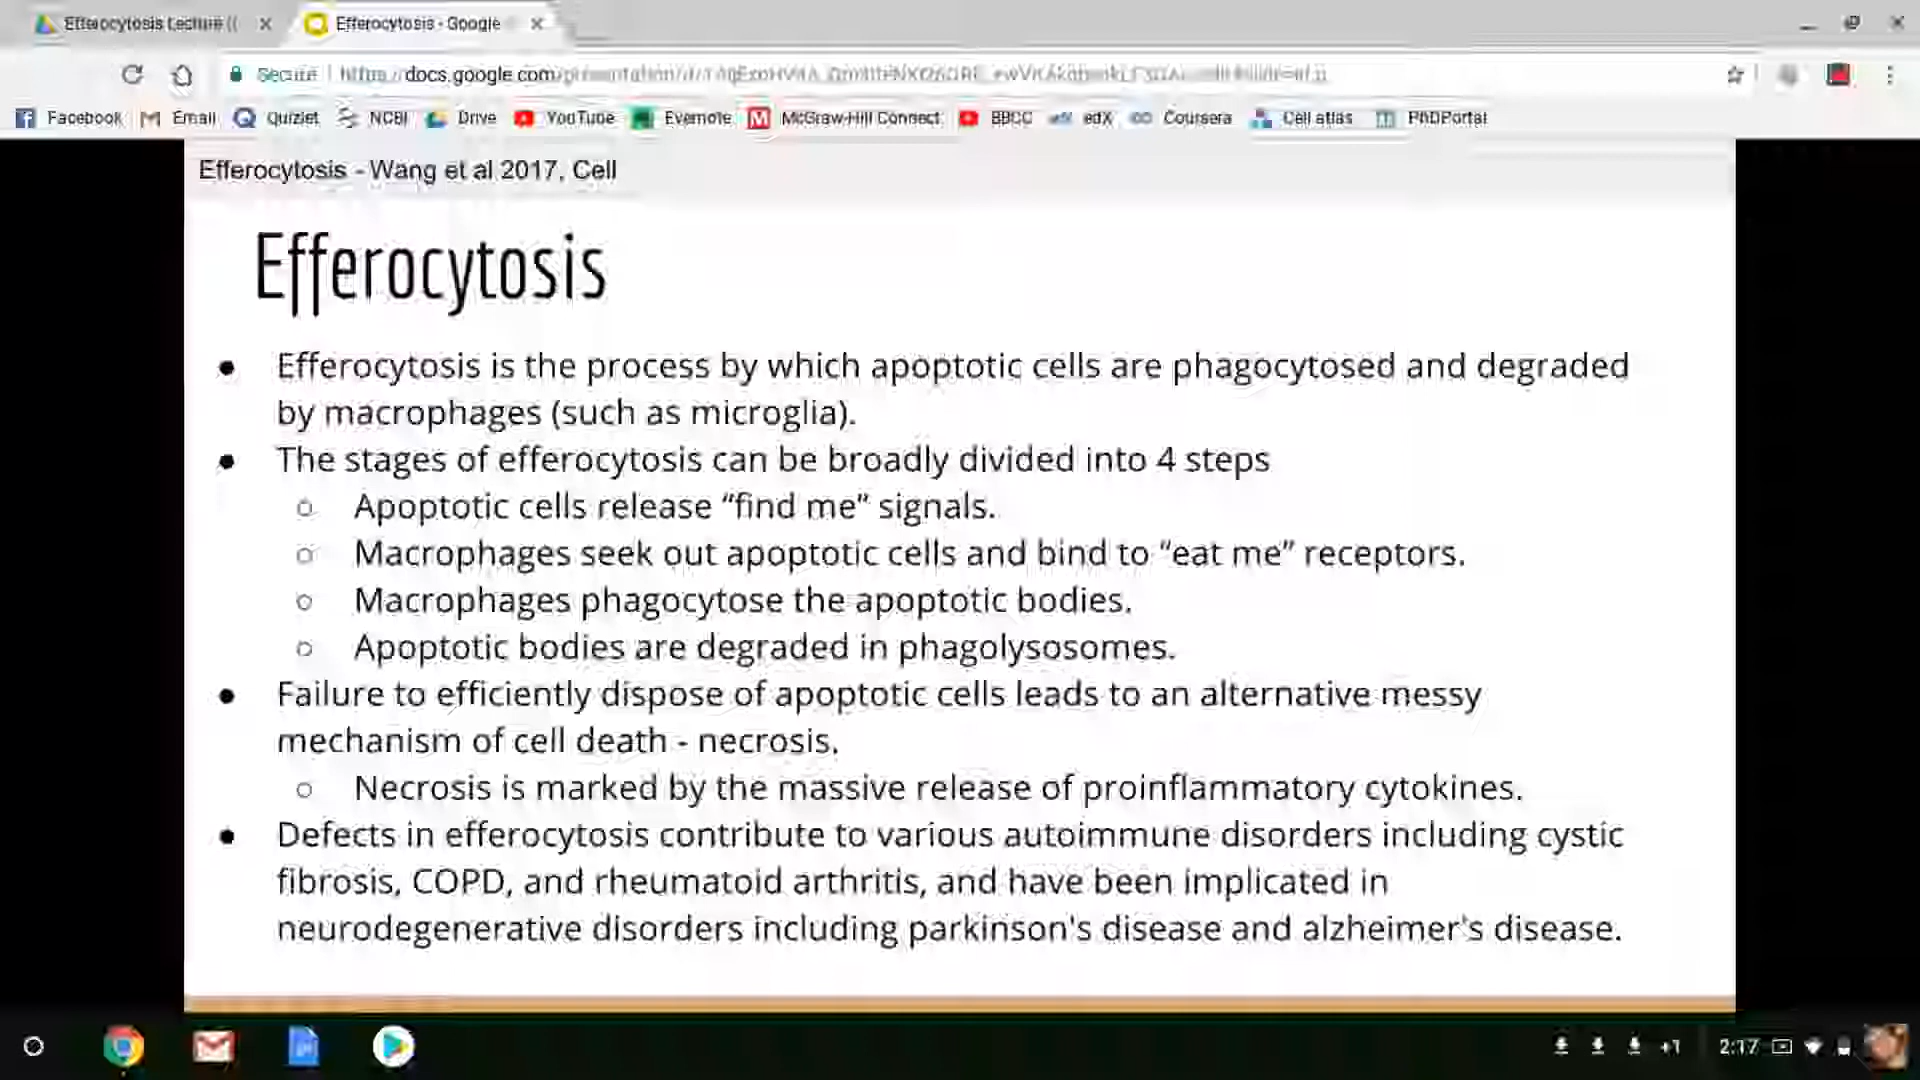 Efferocytosis Lecture ((
Efferocytosis - Google
Secure
docs.google.com
Facebook Email Quizlet NCBI Drive YouTube Evernote McGraw-Hill Connect BBCC edX Coursera Cell atlas PhDPortal
Efferocytosis - Wang et al 2017, Cell
Efferocytosis
● Efferocytosis is the process by which apoptotic cells are phagocytosed and degraded
by macrophages (such as microglia).
● The stages of efferocytosis can be broadly divided into 4 steps
○ Apoptotic cells release “find me” signals.
○ Macrophages seek out apoptotic cells and bind to “eat me” receptors.
○ Macrophages phagocytose the apoptotic bodies.
○ Apoptotic bodies are degraded in phagolysosomes.
● Failure to efficiently dispose of apoptotic cells leads to an alternative messy
mechanism of cell death - necrosis.
○ Necrosis is marked by the massive release of proinflammatory cytokines.
● Defects in efferocytosis contribute to various autoimmune disorders including cystic
fibrosis, COPD, and rheumatoid arthritis, and have been implicated in
neurodegenerative disorders including parkinson's disease and alzheimer's disease.
+1 2:17